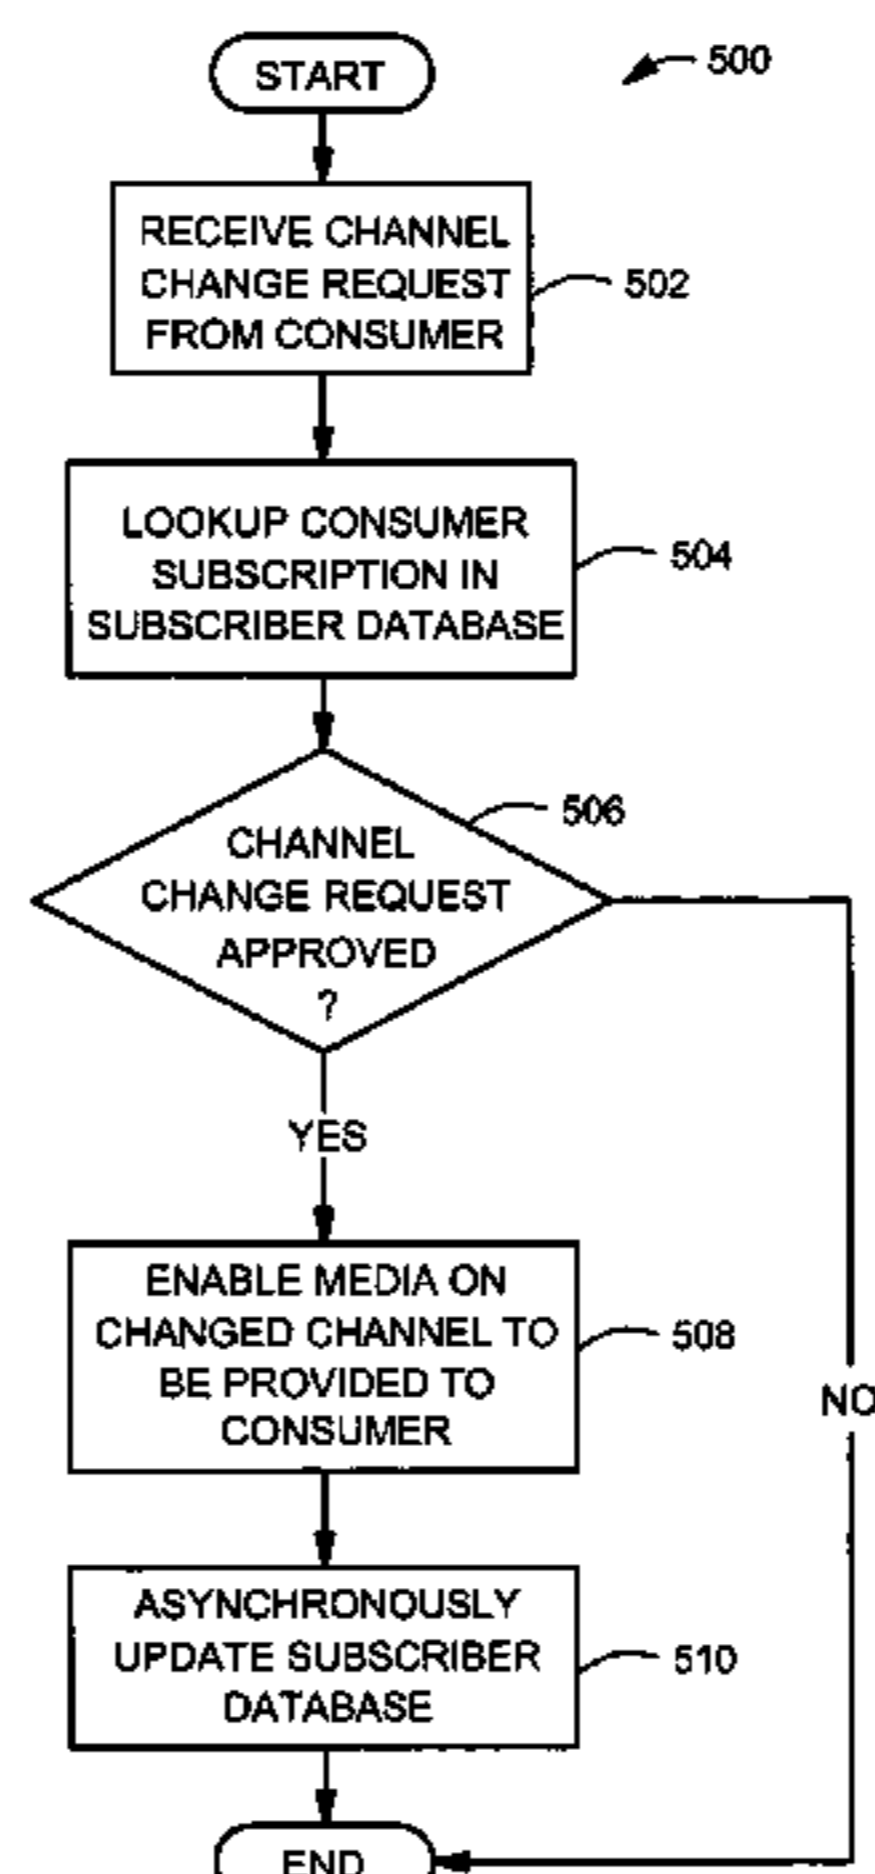 START
500
RECEIVE CHANNEL
CHANGE REQUEST
FROM CONSUMER
502
LOOKUP CONSUMER
SUBSCRIPTION IN
SUBSCRIBER DATABASE
504
506
CHANNEL
CHANGE REQUEST
APPROVED
?
YES
ENABLE MEDIA ON
CHANGED CHANNEL TO
BE PROVIDED TO
CONSUMER
508
NO
ASYNCHRONOUSLY
UPDATE SUBSCRIBER
DATABASE
510
END